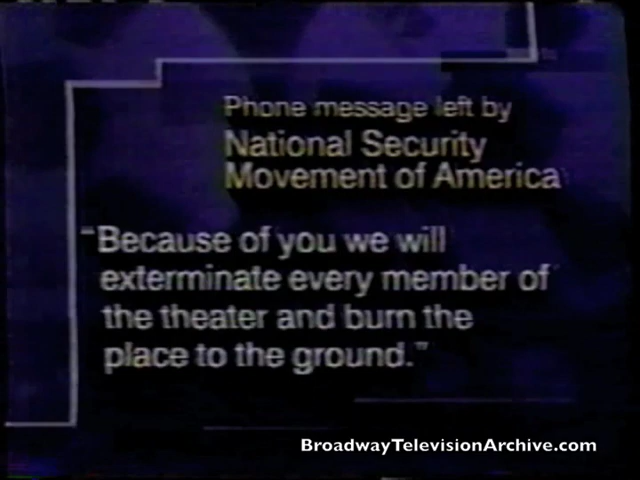 Phone message left by
National Security
Movement of America
“Because of you we will
exterminate every member of
the theater and burn the
place to the ground.”
BroadwayTelevisionArchive.com